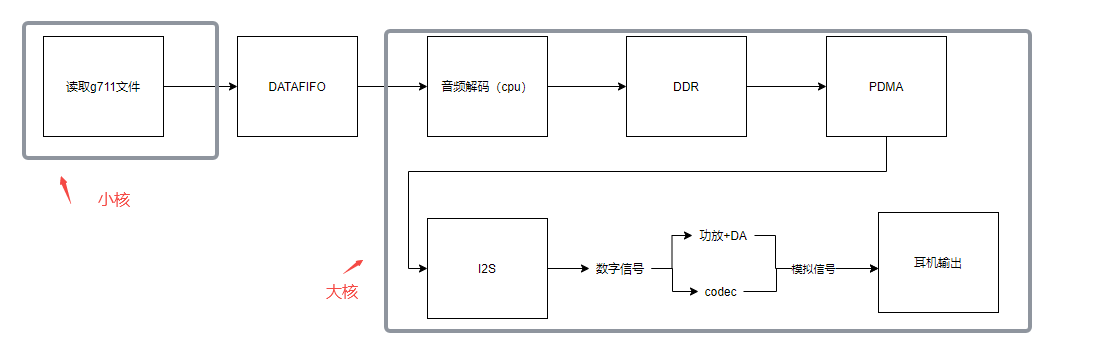 读取g711文件
DATAFIFO
音频解码（cpu）
DDR
PDMA
小核
I2S
数字信号
功放+DA
codec
模拟信号
耳机输出
大核